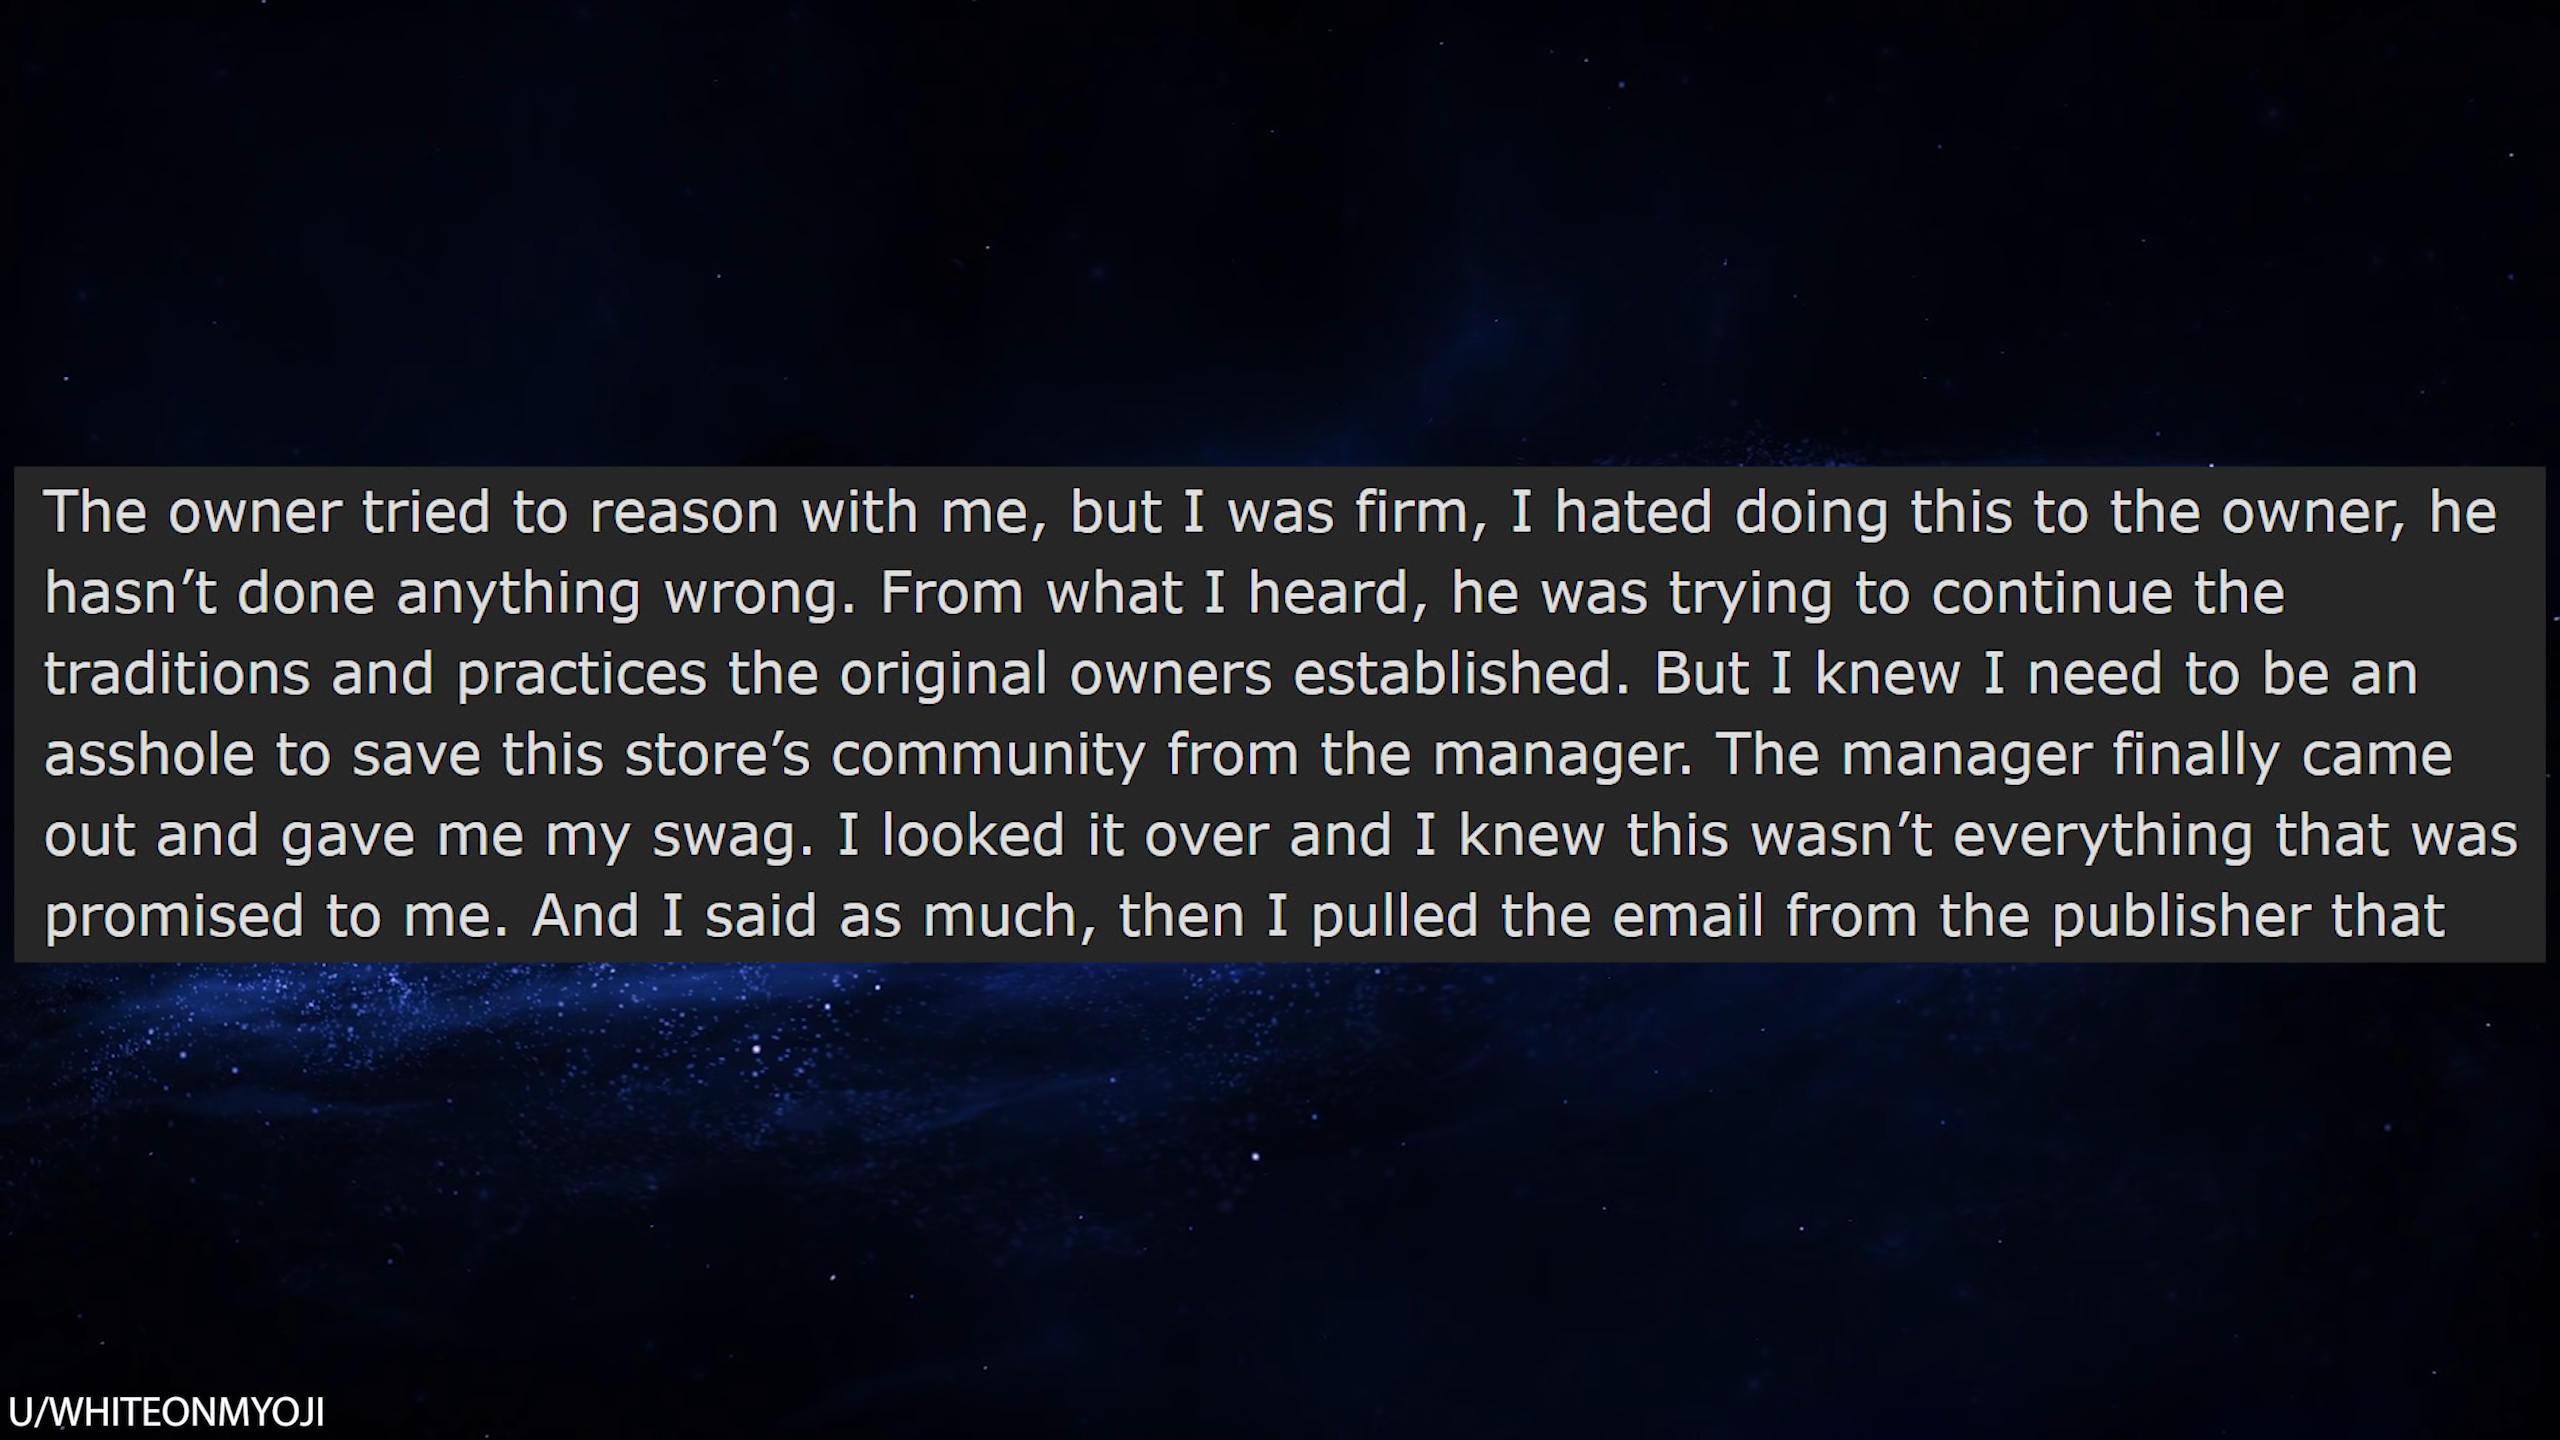 The owner tried to reason with me, but I was firm, I hated doing this to the owner, he
hasn’t done anything wrong. From what I heard, he was trying to continue the
traditions and practices the original owners established. But I knew I need to be an
asshole to save this store’s community from the manager. The manager finally came
out and gave me my swag. I looked it over and I knew this wasn’t everything that was
promised to me. And I said as much, then I pulled the email from the publisher that
U/WHITEONMYOJI